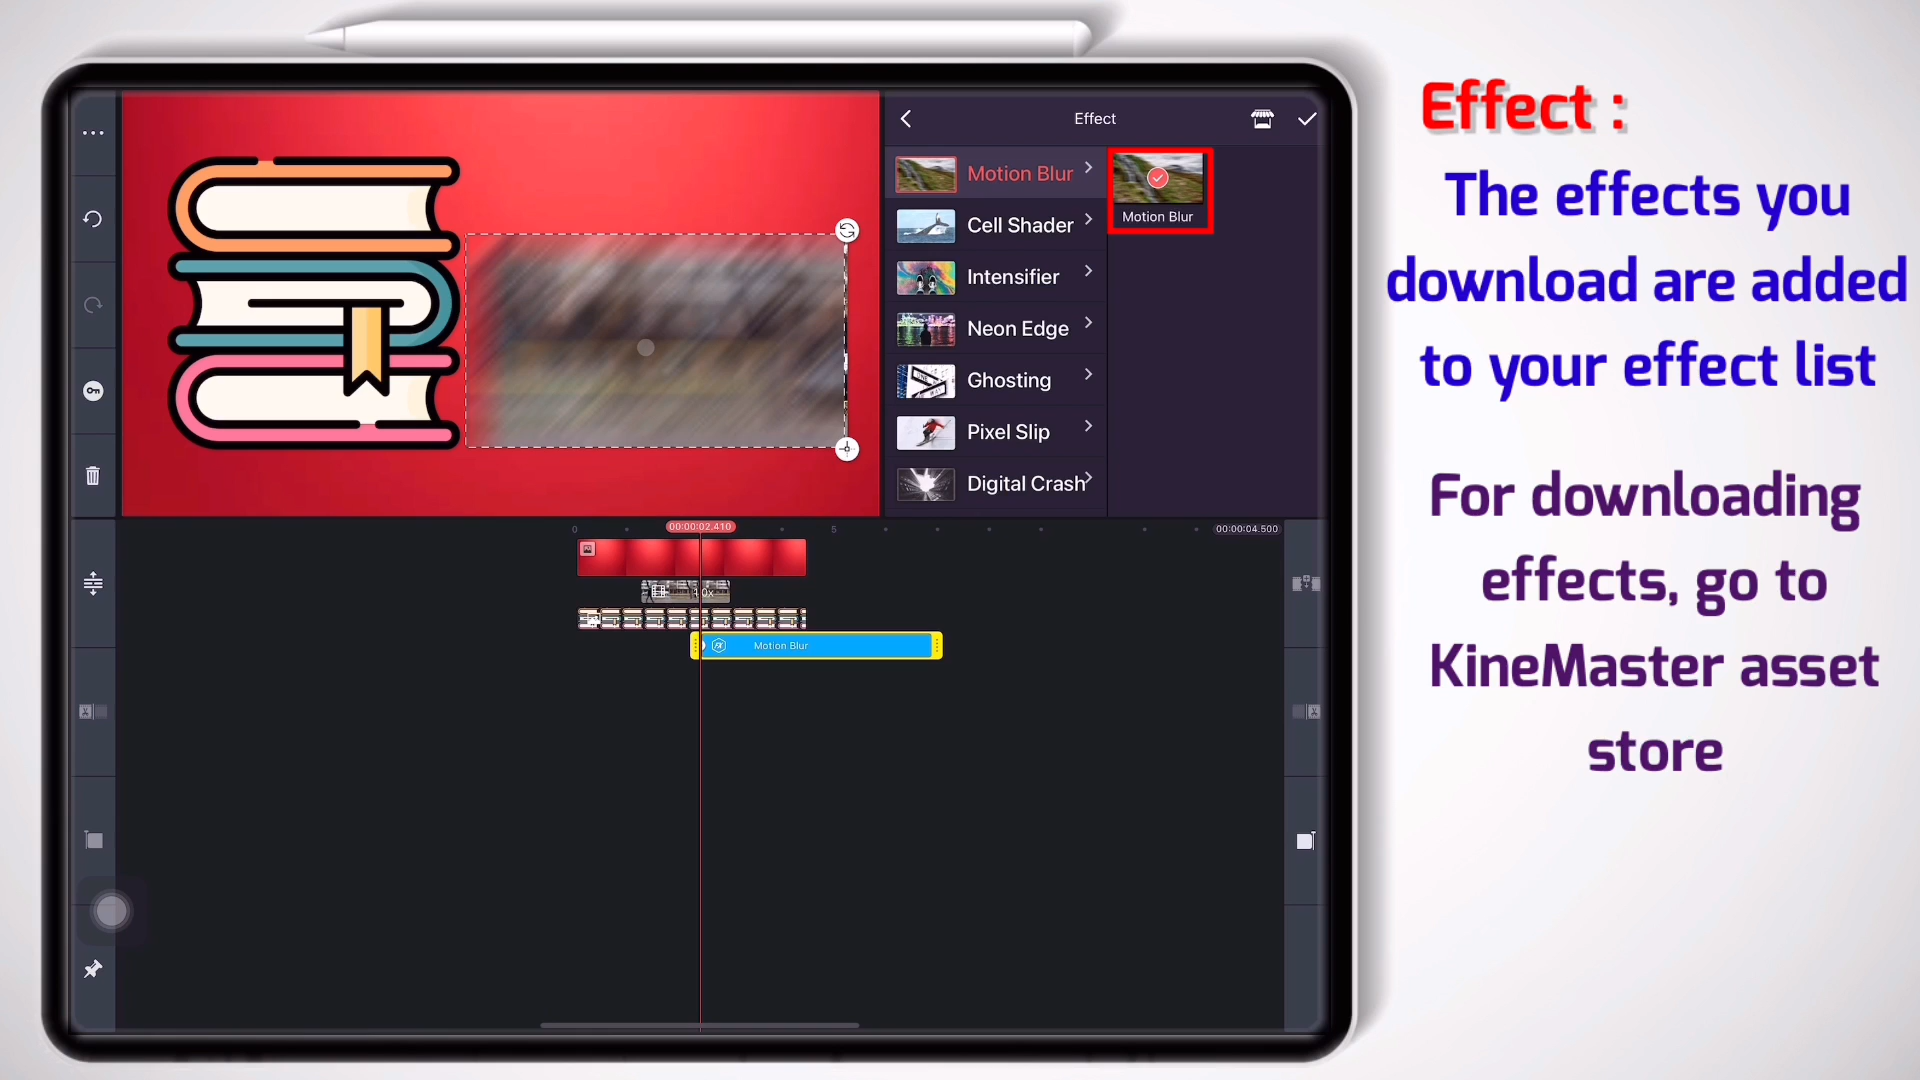 Effect
Motion Blur
Cell Shader
Intensifier
Neon Edge
Ghosting
Pixel Slip
Digital Crash
Motion Blur
0
00:00:02.410
5
00:00:04.500
Motion Blur
Effect :
The effects you
download are added
to your effect list
For downloading
effects, go to
KineMaster asset
store